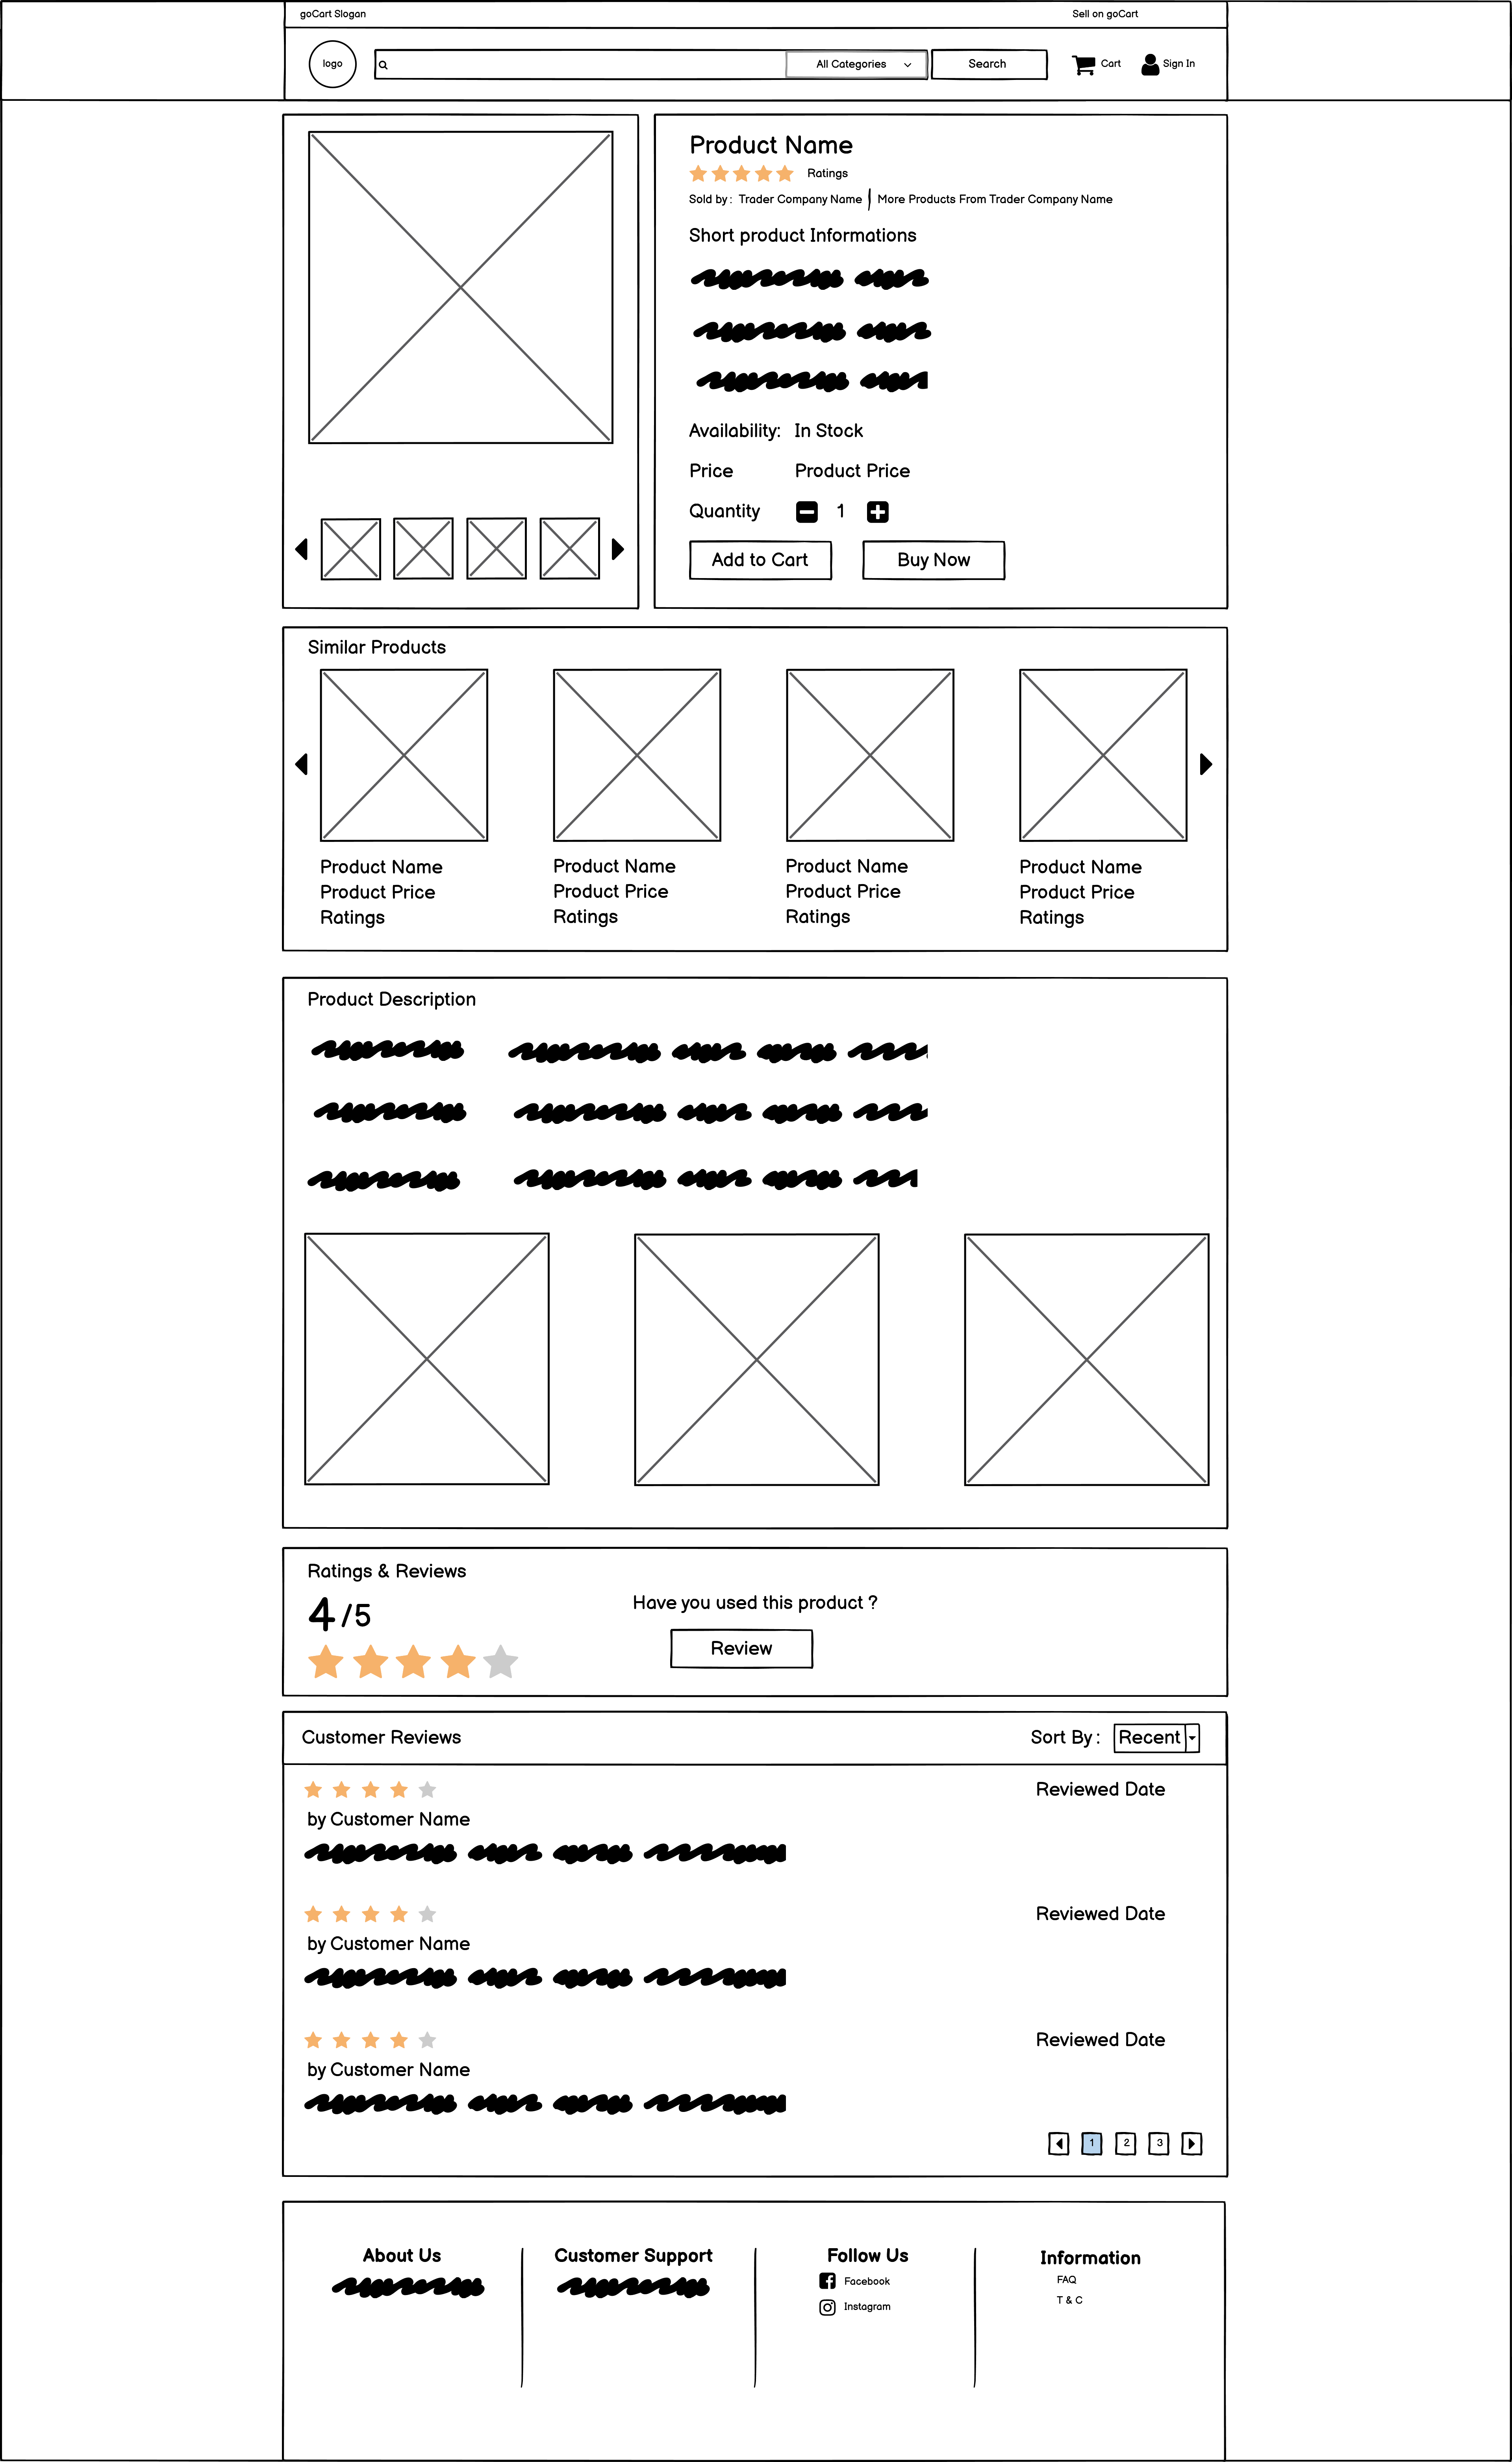 goCart Slogan Sell on goCart
logo All Categories Search Cart Sign In
Product Name
Ratings
Sold by : Trader Company Name More Products From Trader Company Name
Short product Informations
Availability: In Stock
Price Product Price
Quantity 1
Add to Cart Buy Now
Similar Products
Product Name Product Name Product Name Product Name
Product Price Product Price Product Price Product Price
Ratings Ratings Ratings Ratings
Product Description
Ratings & Reviews
4 /5
Have you used this product ?
Review
Customer Reviews Sort By : Recent
Reviewed Date
by Customer Name
Reviewed Date
by Customer Name
Reviewed Date
by Customer Name
1 2 3
About Us Customer Support Follow Us Information
Facebook FAQ
Instagram T & C